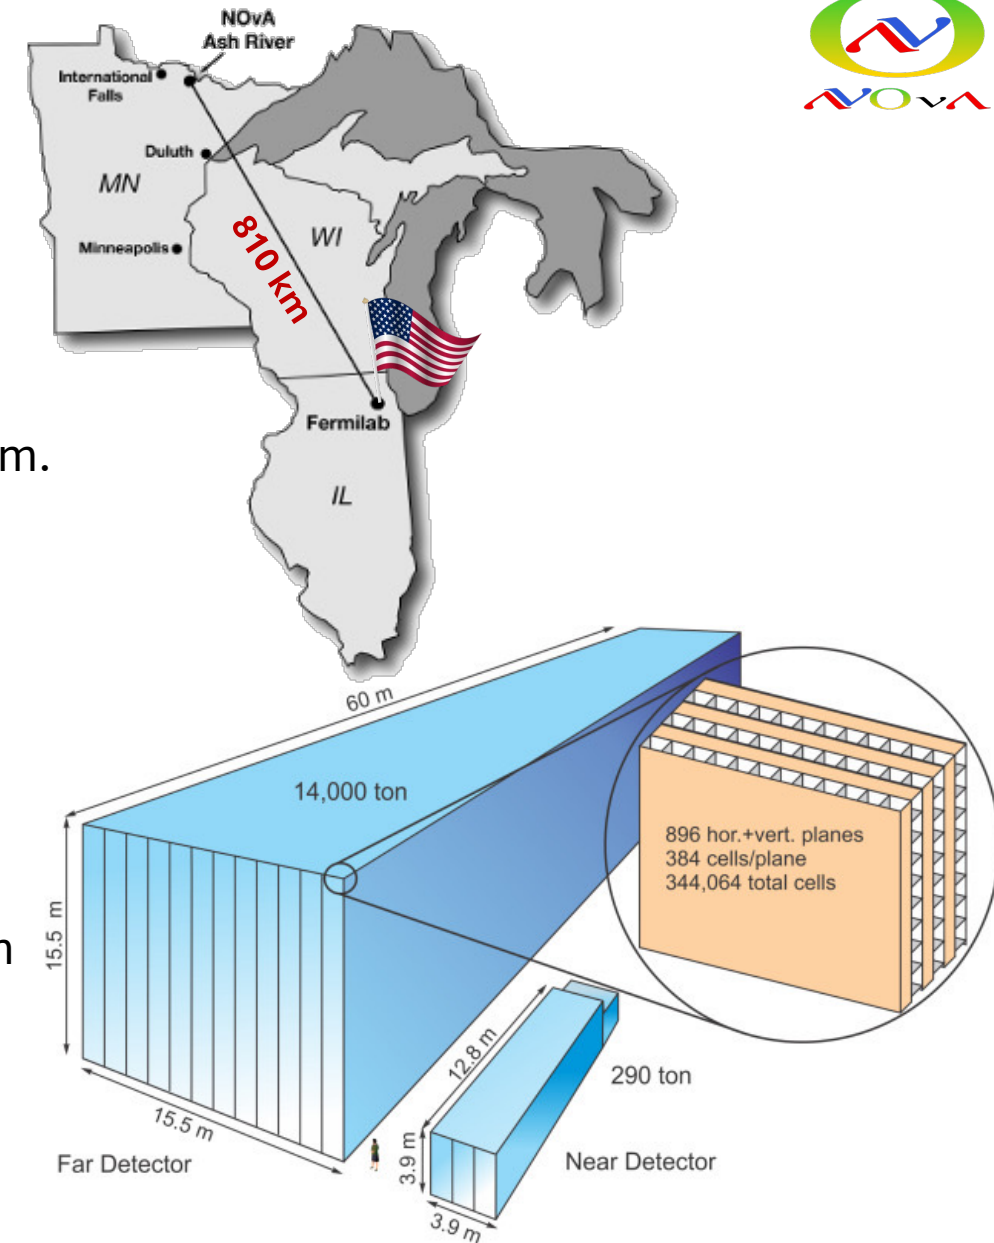 NOvA
Ash River
International
Falls
Duluth
MN
Minneapolis
WI
810 km
Fermilab
m.
IL
NOvA
60 m
14,000 ton
896 hor.+vert. planes
384 cells/plane
344,064 total cells
15.5 m
n
12.8 m
290 ton
15.5 m
3.9 m
Far Detector
Near Detector
3.9 m